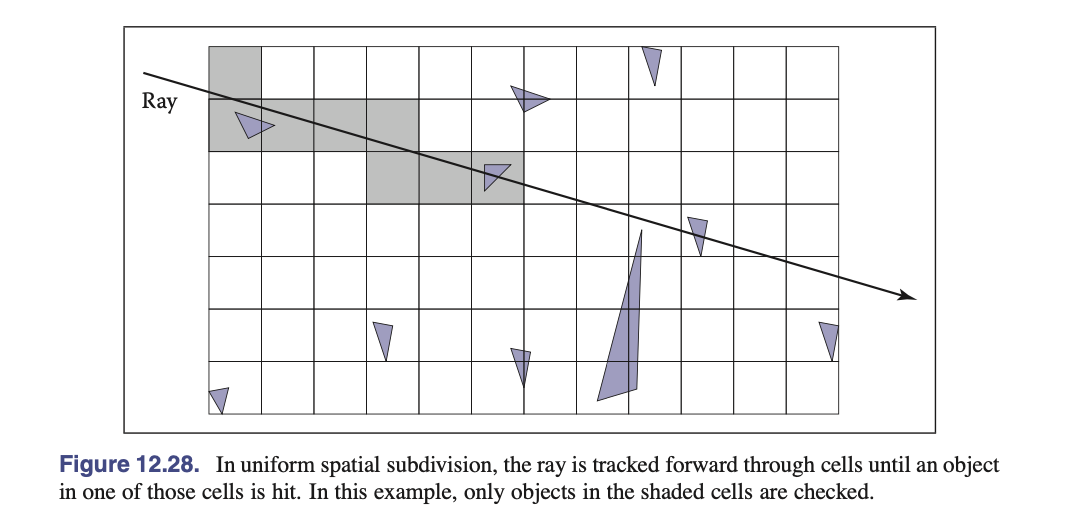 Ray
Figure 12.28. In uniform spatial subdivision, the ray is tracked forward through cells until an object
in one of those cells is hit. In this example, only objects in the shaded cells are checked.